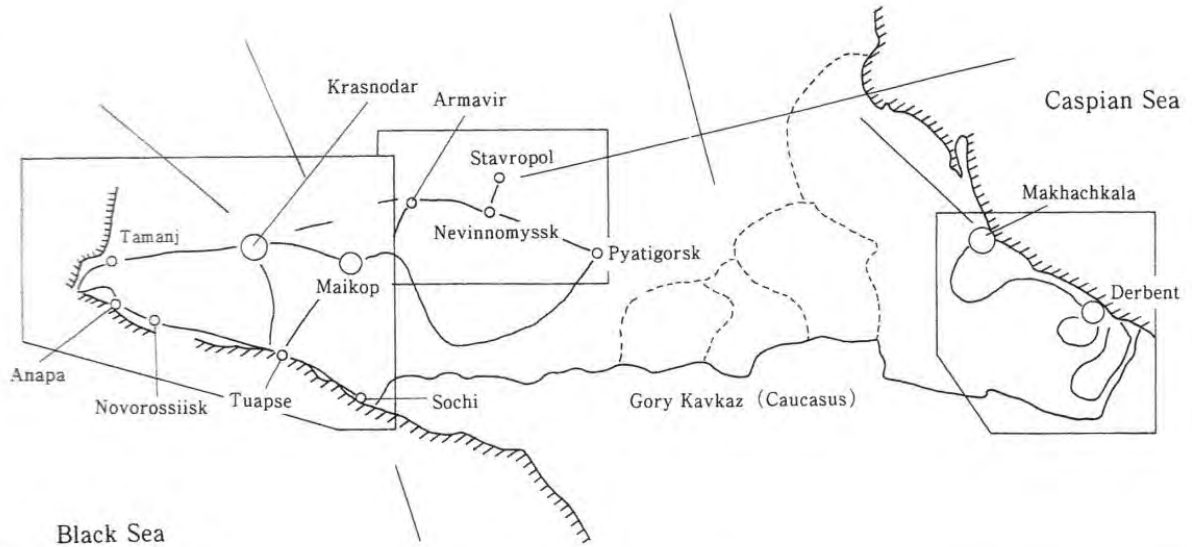 Krasnodar
Armavir
Caspian Sea
Stavropol
Makhachkala
Tamanj
Nevinnomyssk
Pyatigorsk
Maikop
Derbent
Anapa
Novorossiisk
Tuapse
Sochi
Gory Kavkaz (Caucasus)
Black Sea